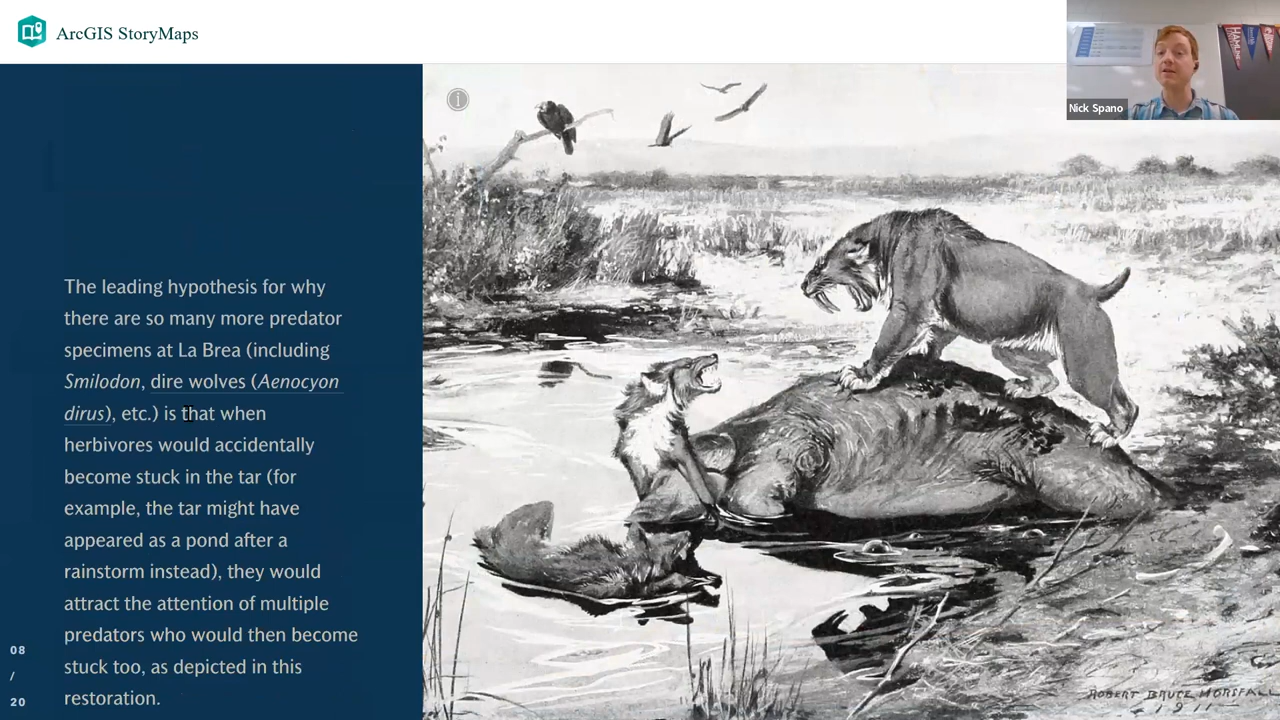 ArcGIS StoryMaps
Nick Spano
The leading hypothesis for why
there are so many more predator
specimens at La Brea (including
Smilodon, dire wolves (Aenocyon
dirus), etc.) is that when
herbivores would accidentally
become stuck in the tar (for
example, the tar might have
appeared as a pond after a
rainstorm instead), they would
attract the attention of multiple
predators who would then become
stuck too, as depicted in this
restoration.
08
/
20
ROBERT BRUCE HORSFALL
1911
HAMLINE